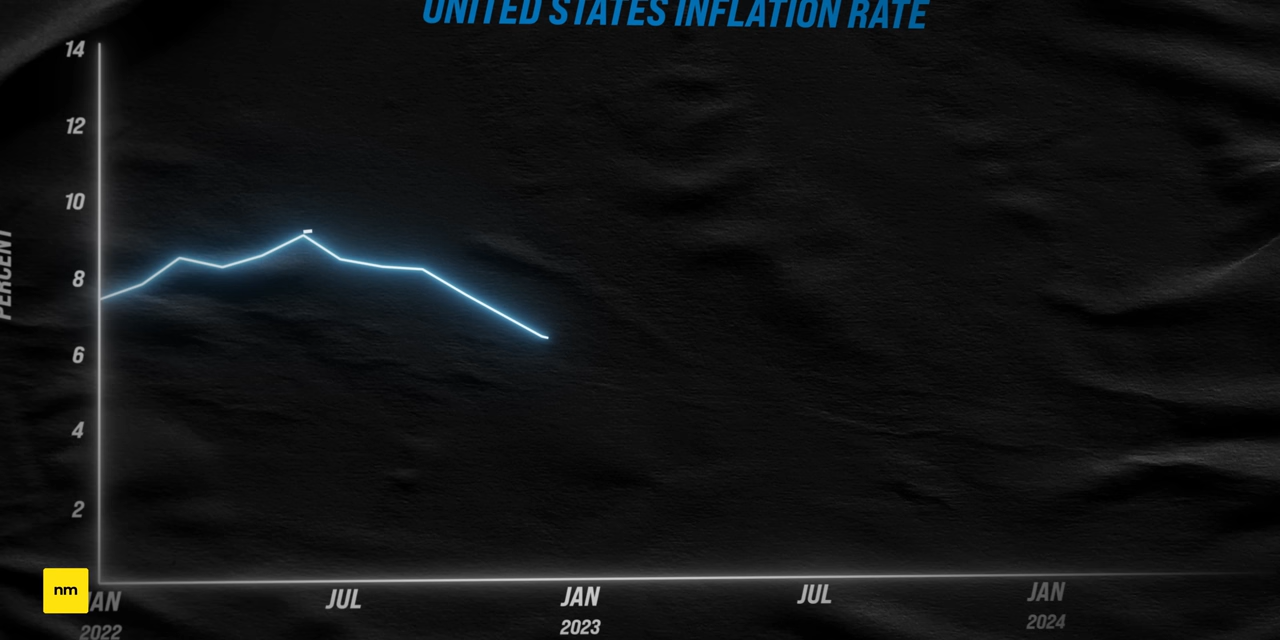 UNITED STATES INFLATION RATE
14
12
10
8
6
4
2
PERCENT
JAN JUL JAN JUL JAN
2022 2023 2024
nm